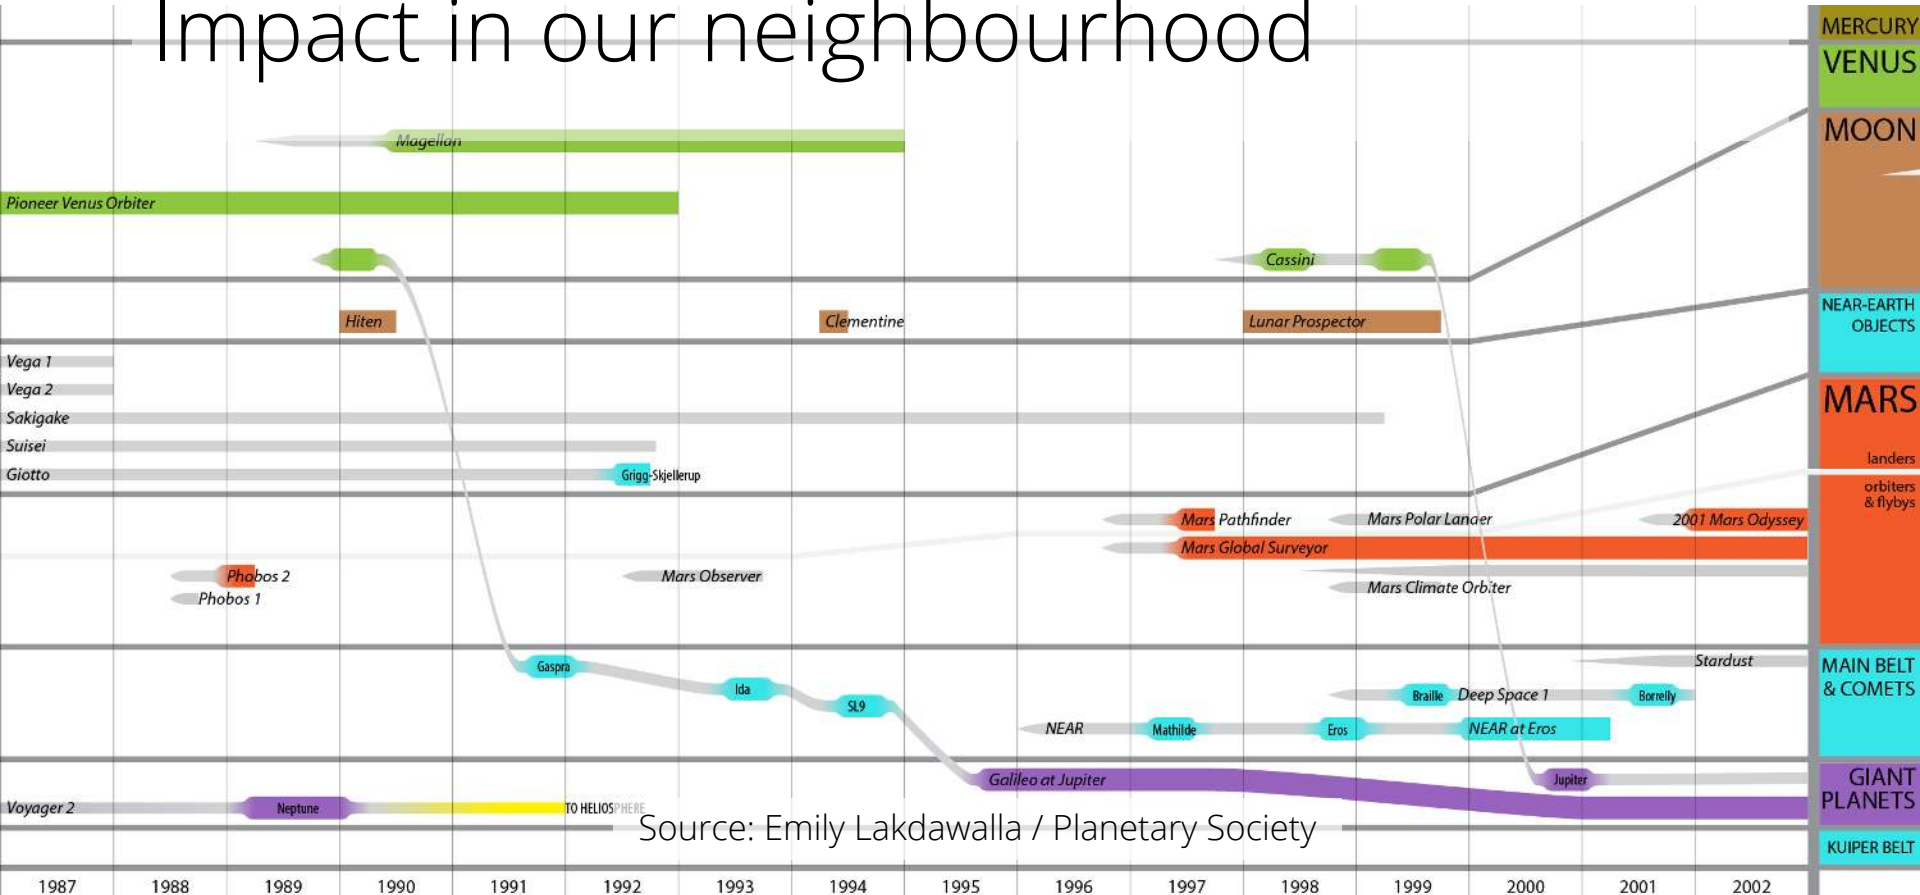 Impact in our neighbourhood
MERCURY
VENUS
Magellan
MOON
Pioneer Venus Orbiter
Cassini
NEAR-EARTH
OBJECTS
Hiten
Clementine
Lunar Prospector
Vega 1
Vega 2
Sakigake
Suisei
Giotto
Grigg-Skjellerup
MARS
landers
orbiters
& flybys
Mars Pathfinder
Mars Polar Lander
2001 Mars Odyssey
Mars Global Surveyor
Phobos 2
Mars Observer
Mars Climate Orbiter
Phobos 1
Gaspra
Stardust
MAIN BELT
& COMETS
Ida
Braille
Deep Space 1
Borrelly
SL9
NEAR
Mathilde
Eros
NEAR at Eros
Galileo at Jupiter
Jupiter
GIANT
PLANETS
Voyager 2
Neptune
TO HELIOSPHERE
Source: Emily Lakdawalla / Planetary Society
KUIPER BELT
1987 1988 1989 1990 1991 1992 1993 1994 1995 1996 1997 1998 1999 2000 2001 2002